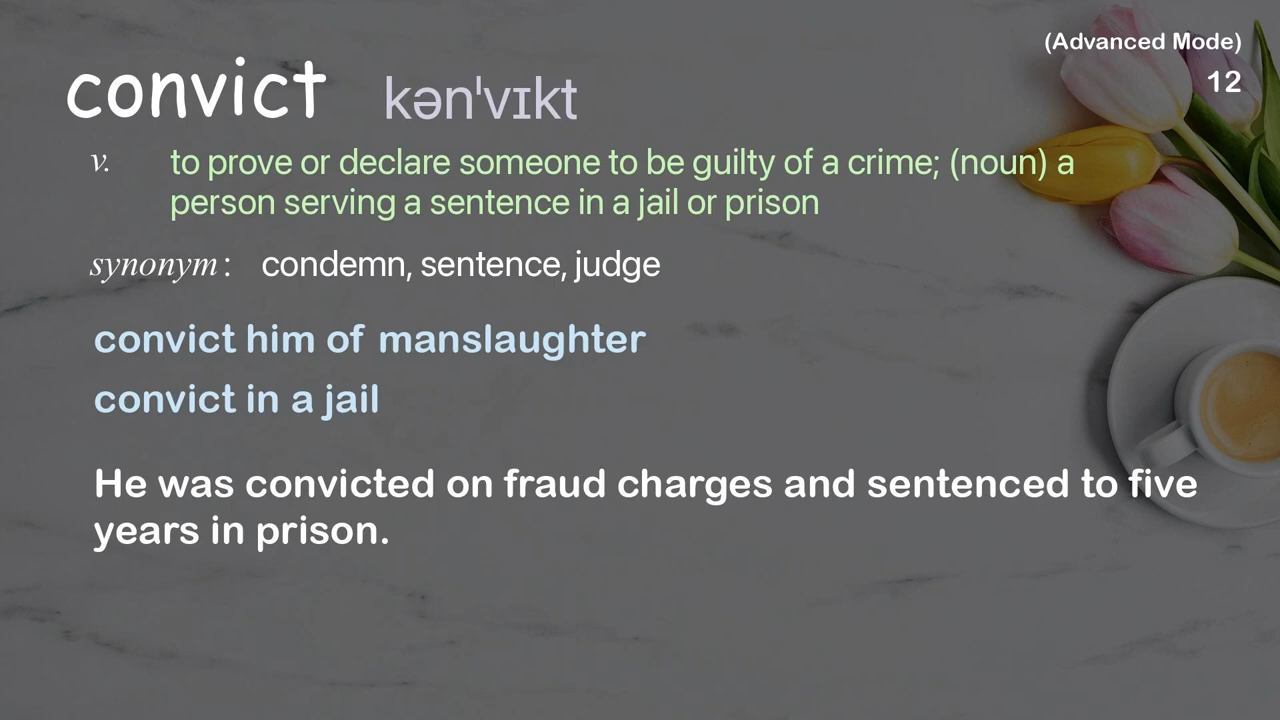 (Advanced Mode)
12
convict kənˈvɪkt
v. to prove or declare someone to be guilty of a crime; (noun) a
person serving a sentence in a jail or prison
synonym: condemn, sentence, judge
convict him of manslaughter
convict in a jail
He was convicted on fraud charges and sentenced to five
years in prison.